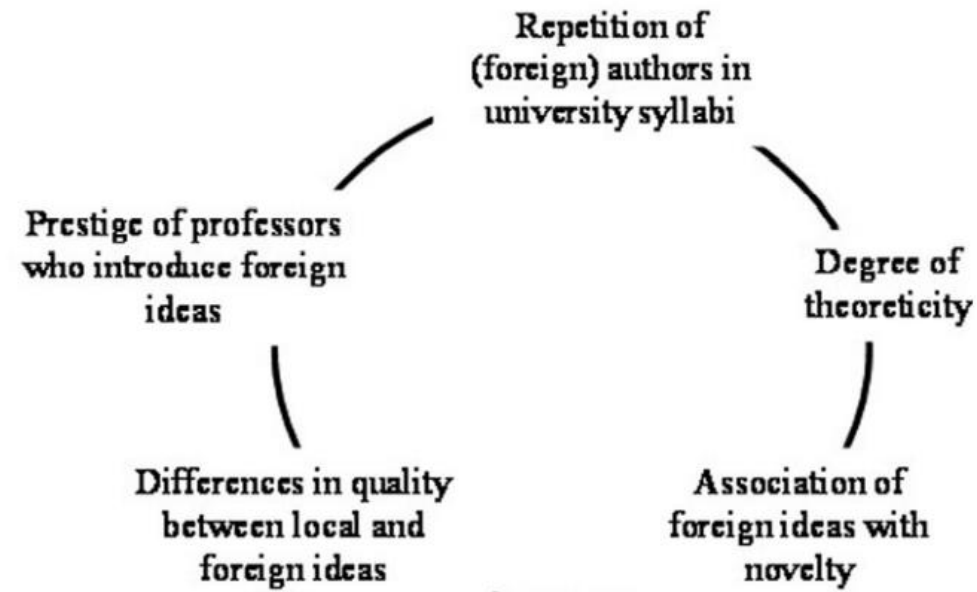 Repetition of
(foreign) authors in
university syllabi
Prestige of professors
who introduce foreign
ideas
Degree of
theoreticity
Differences in quality
between local and
foreign ideas
Association of
foreign ideas with
novelty